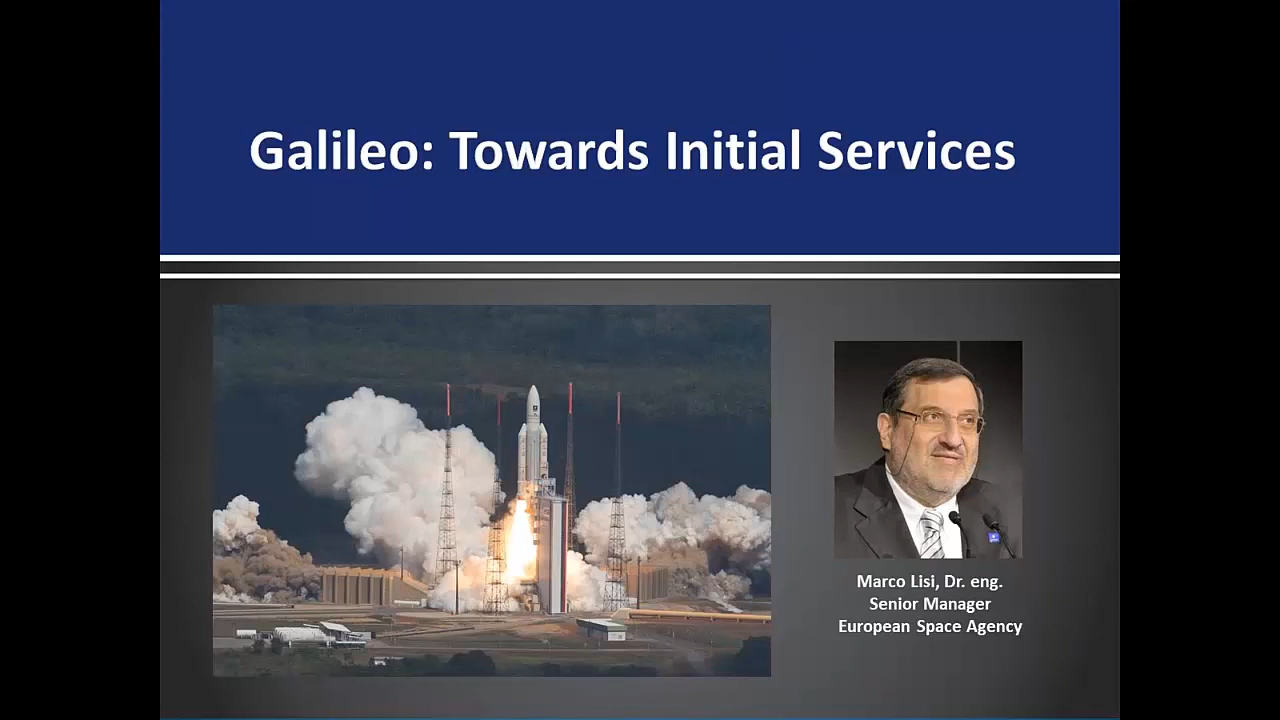 Galileo: Towards Initial Services
Marco Lisi, Dr. eng.
Senior Manager
European Space Agency